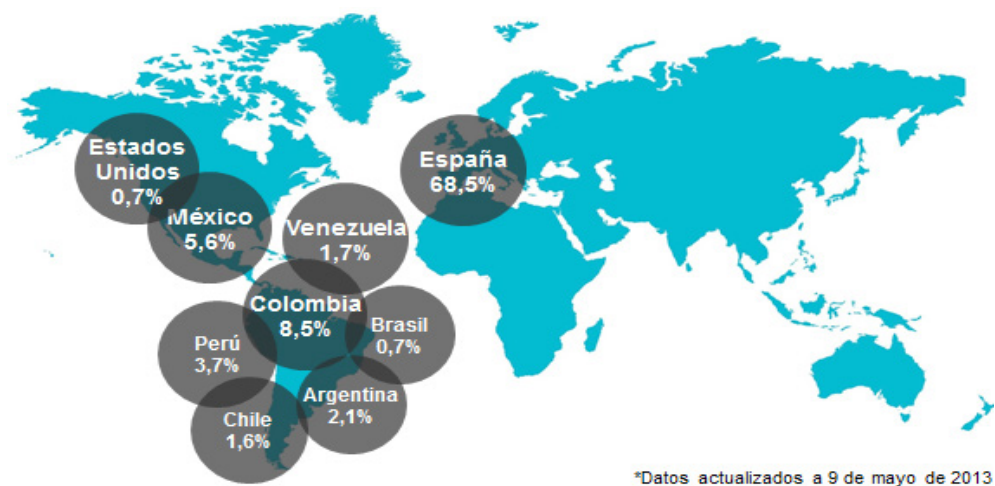 Estados
Unidos
0,7%
España
68,5%
México
5,6%
Venezuela
1,7%
Colombia
8,5%
Brasil
0,7%
Perú
3,7%
Argentina
2,1%
Chile
1,6%
*Datos actualizados a 9 de mayo de 2013